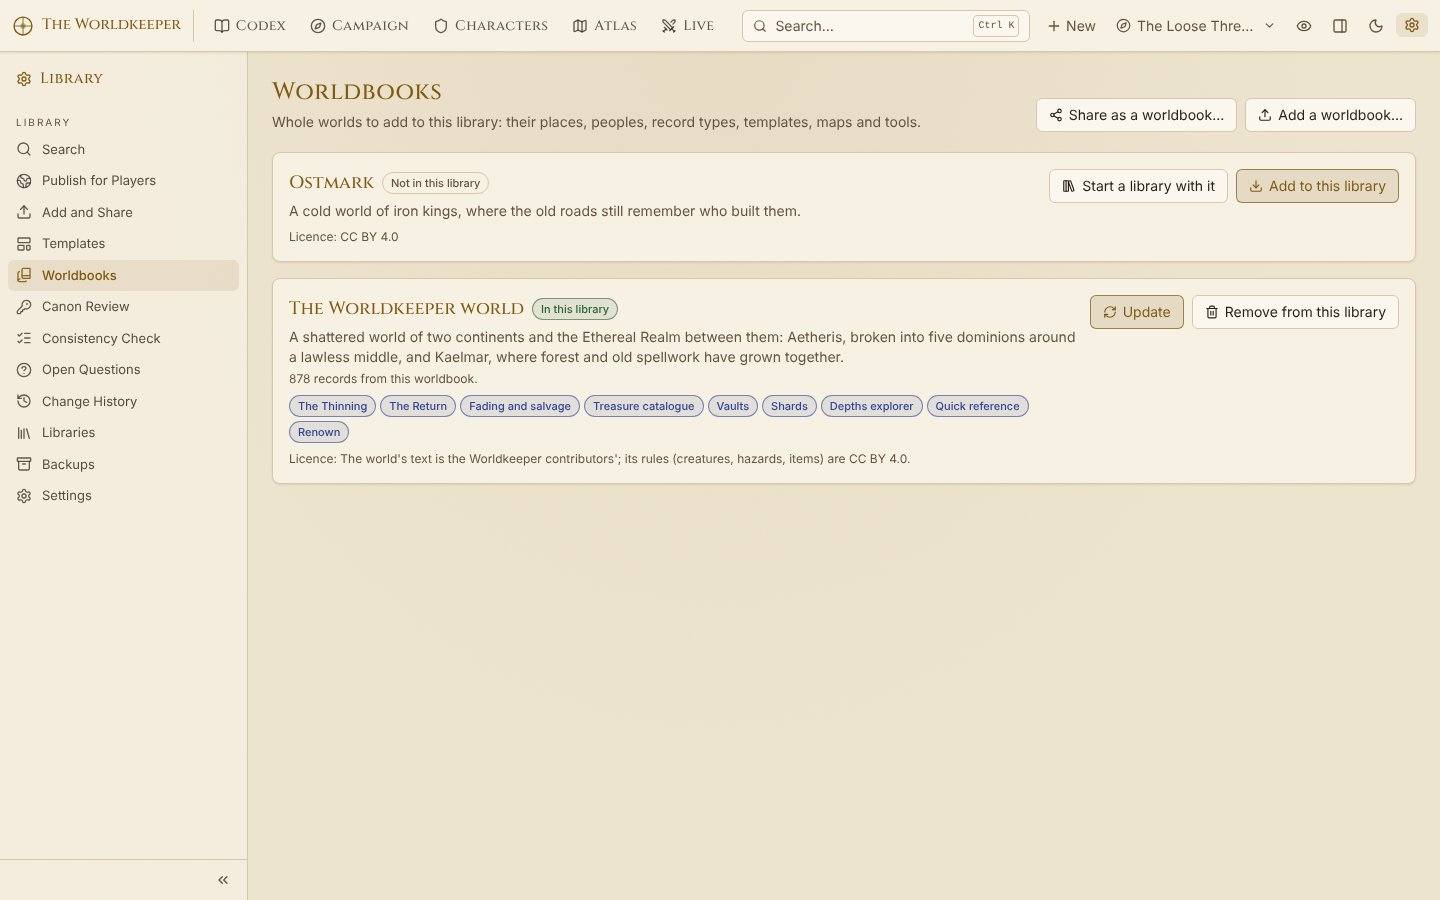 The Worldkeeper
Codex
Campaign
Characters
Atlas
Live
Search...
Ctrl K
New
The Loose Thre...
Library
LIBRARY
Search
Publish for Players
Add and Share
Templates
Worldbooks
Canon Review
Consistency Check
Open Questions
Change History
Libraries
Backups
Settings
Worldbooks
Whole worlds to add to this library: their places, peoples, record types, templates, maps and tools.
Share as a worldbook...
Add a worldbook...
Ostmark
Not in this library
Start a library with it
Add to this library
A cold world of iron kings, where the old roads still remember who built them.
Licence: CC BY 4.0
The Worldkeeper world
In this library
Update
Remove from this library
A shattered world of two continents and the Ethereal Realm between them: Aetheris, broken into five dominions around
a lawless middle, and Kaelmar, where forest and old spellwork have grown together.
878 records from this worldbook.
The Thinning
The Return
Fading and salvage
Treasure catalogue
Vaults
Shards
Depths explorer
Quick reference
Renown
Licence: The world's text is the Worldkeeper contributors'; its rules (creatures, hazards, items) are CC BY 4.0.